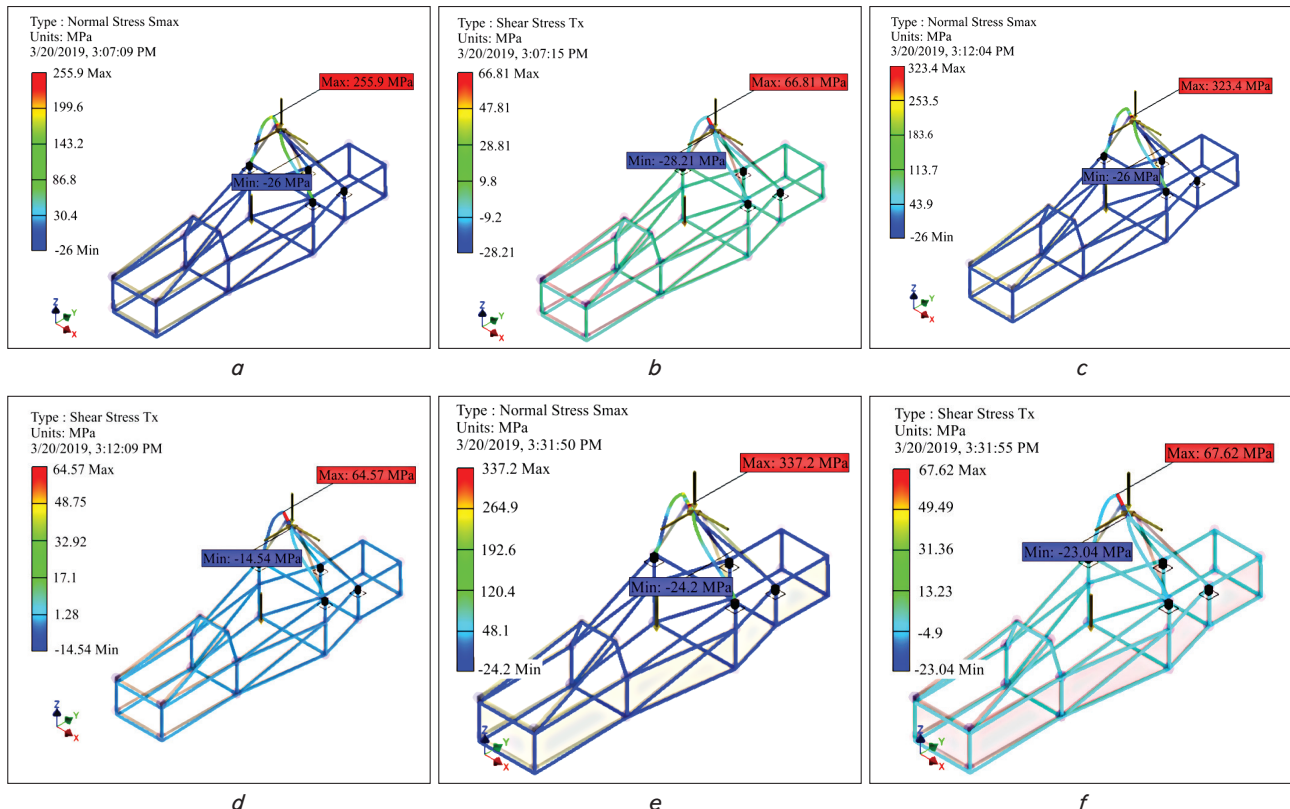 Type : Normal Stress Smax
Units: MPa
3/20/2019, 3:07:09 PM
255.9 Max
199.6
143.2
86.8
30.4
-26 Min
Max: 255.9 MPa
Min: -26 MPa
Z
Y
X
a
Type : Shear Stress Tx
Units: MPa
3/20/2019, 3:07:15 PM
66.81 Max
47.81
28.81
9.8
-9.2
-28.21
Max: 66.81 MPa
Min: -28.21 MPa
Z
Y
X
b
Type : Normal Stress Smax
Units: MPa
3/20/2019, 3:12:04 PM
323.4 Max
253.5
183.6
113.7
43.9
-26 Min
Max: 323.4 MPa
Min: -26 MPa
Z
Y
X
c
Type : Shear Stress Tx
Units: MPa
3/20/2019, 3:12:09 PM
64.57 Max
48.75
32.92
17.1
1.28
-14.54 Min
Max: 64.57 MPa
Min: -14.54 MPa
Z
Y
X
d
Type : Normal Stress Smax
Units: MPa
3/20/2019, 3:31:50 PM
337.2 Max
264.9
192.6
120.4
48.1
-24.2 Min
Max: 337.2 MPa
Min: -24.2 MPa
Z
Y
X
e
Type : Shear Stress Tx
Units: MPa
3/20/2019, 3:31:55 PM
67.62 Max
49.49
31.36
13.23
-4.9
-23.04 Min
Max: 67.62 MPa
Min: -23.04 MPa
Z
Y
X
f